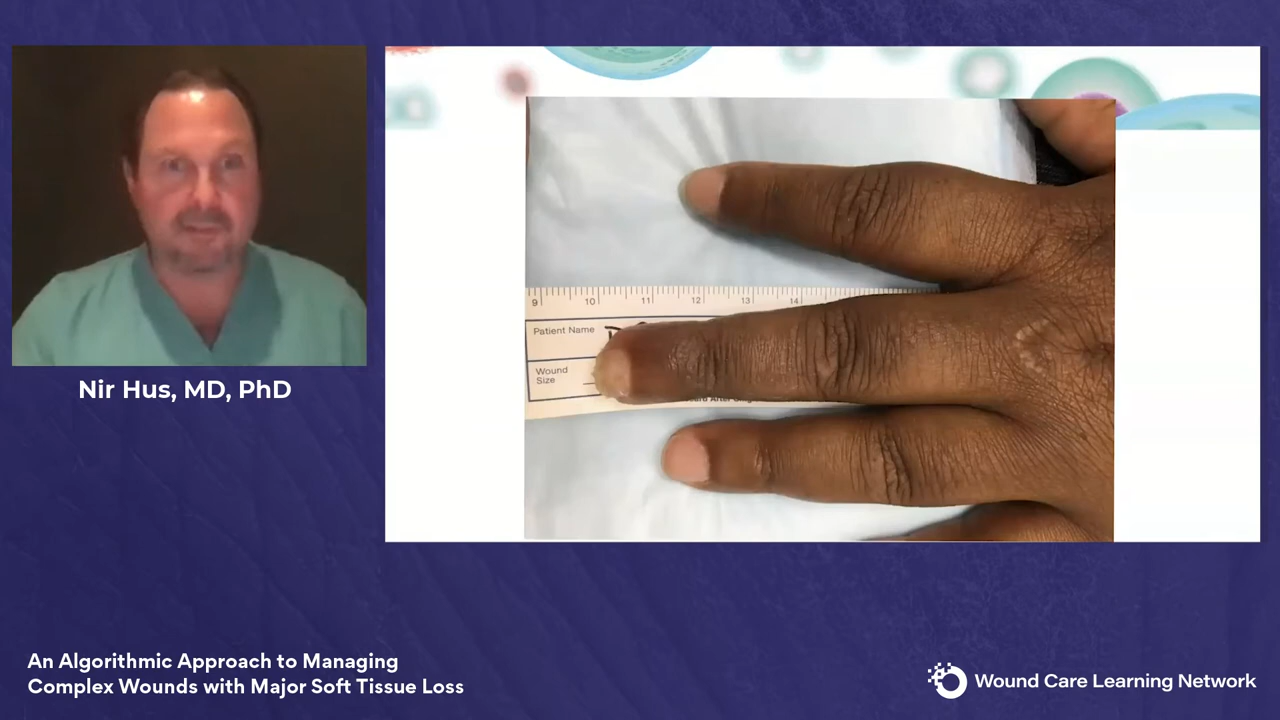 Nir Hus, MD, PhD
9 10 11 12 13 14
Patient Name
Wound
Size
An Algorithmic Approach to Managing
Complex Wounds with Major Soft Tissue Loss
Wound Care Learning Network